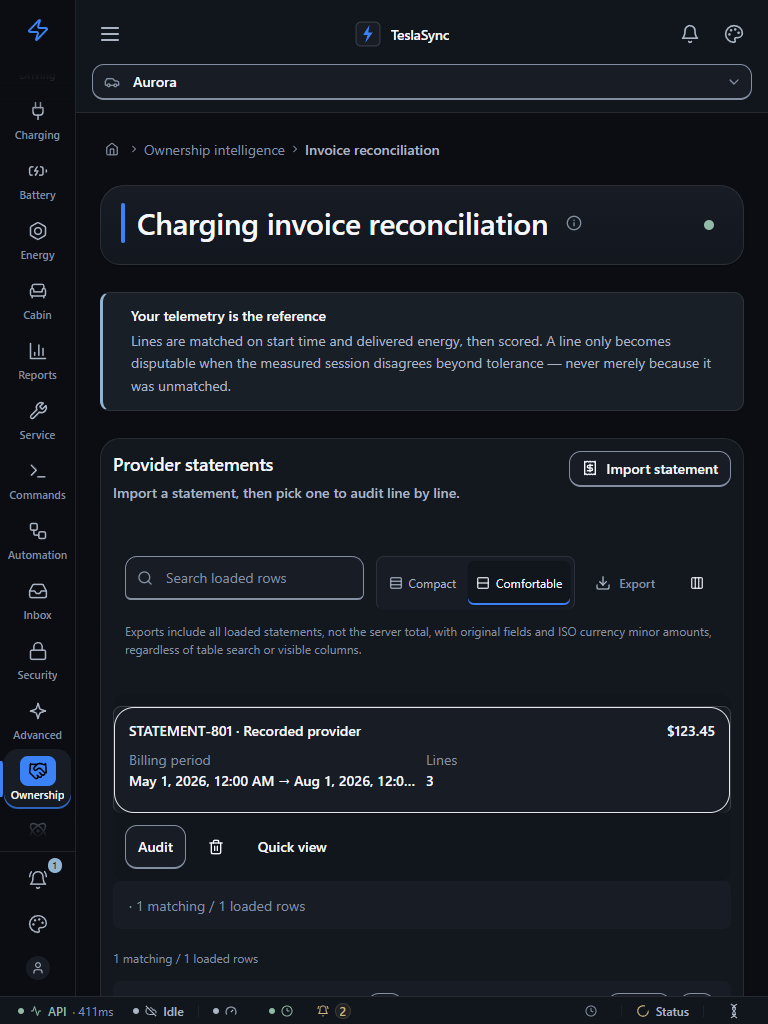 TeslaSync
Aurora
Driving
Charging
Battery
Energy
Cabin
Reports
Service
Commands
Automation
Inbox
Security
Advanced
Ownership
1
Ownership intelligence
Invoice reconciliation
Charging invoice reconciliation
Your telemetry is the reference
Lines are matched on start time and delivered energy, then scored. A line only becomes
disputable when the measured session disagrees beyond tolerance — never merely because it
was unmatched.
Provider statements
Import statement
Import a statement, then pick one to audit line by line.
Search loaded rows
Compact
Comfortable
Export
Exports include all loaded statements, not the server total, with original fields and ISO currency minor amounts,
regardless of table search or visible columns.
STATEMENT-801 · Recorded provider
$123.45
Billing period
Lines
May 1, 2026, 12:00 AM → Aug 1, 2026, 12:0...
3
Audit
Quick view
· 1 matching / 1 loaded rows
1 matching / 1 loaded rows
API · 411ms
Idle
2
Status